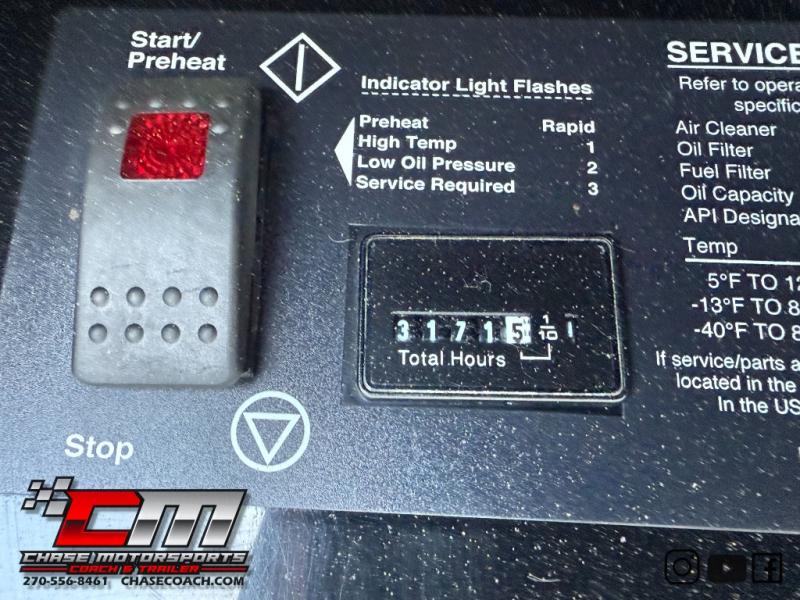 Start/
Preheat
Indicator Light Flashes
Preheat Rapid
High Temp 1
Low Oil Pressure 2
Service Required 3
3 1 7 1 5 1/10
Total Hours
Stop
SERVICE
Refer to opera
specific
Air Cleaner
Oil Filter
Fuel Filter
Oil Capacity
API Designa
Temp
5°F TO 12
-13°F TO 8
-40°F TO 8
If service/parts a
located in the
In the US
CM
CHASE MOTORSPORTS
COACH & TRAILER
270-556-8461 CHASECOACH.COM